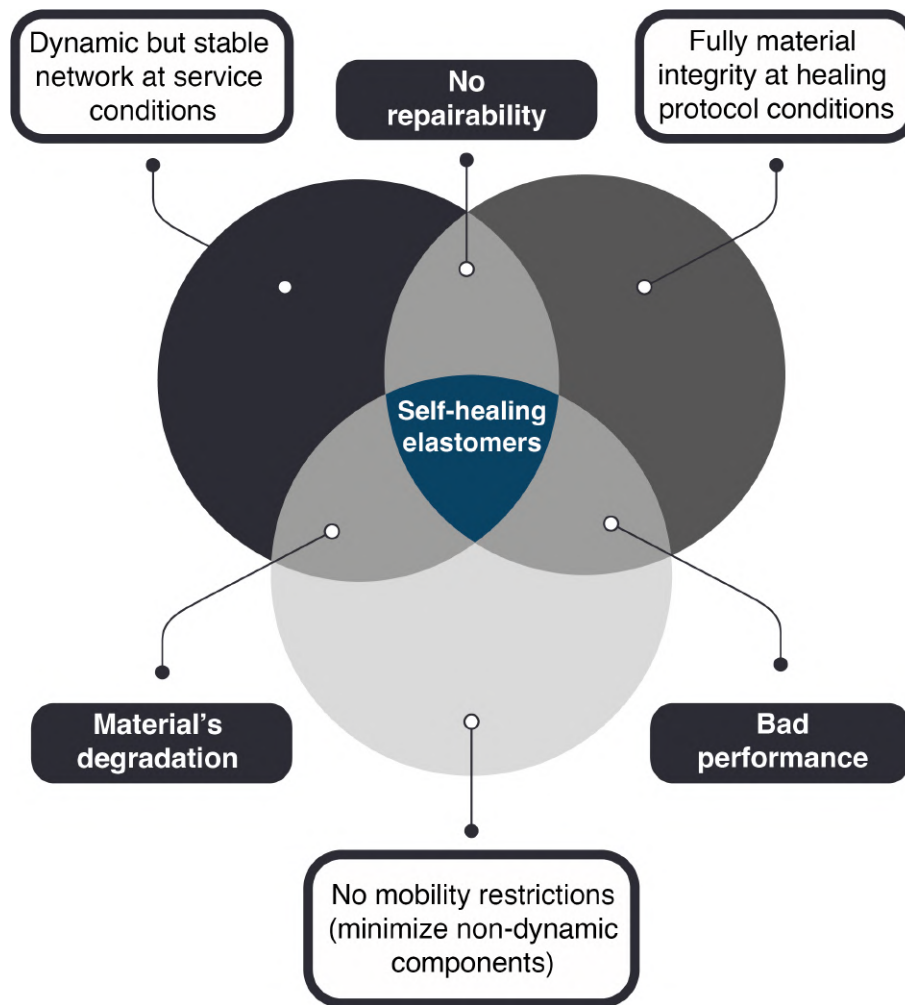 Dynamic but stable
network at service
conditions
No
repairability
Fully material
integrity at healing
protocol conditions
Self-healing
elastomers
Material's
degradation
Bad
performance
No mobility restrictions
(minimize non-dynamic
components)